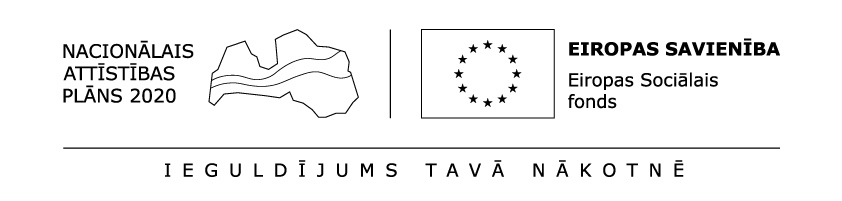 NACIONĀLAIS
ATTĪSTĪBAS
PLĀNS 2020
EIROPAS SAVIENĪBA
Eiropas Sociālais
fonds
IEGULDĪJUMS TAVĀ NĀKOTNĒ